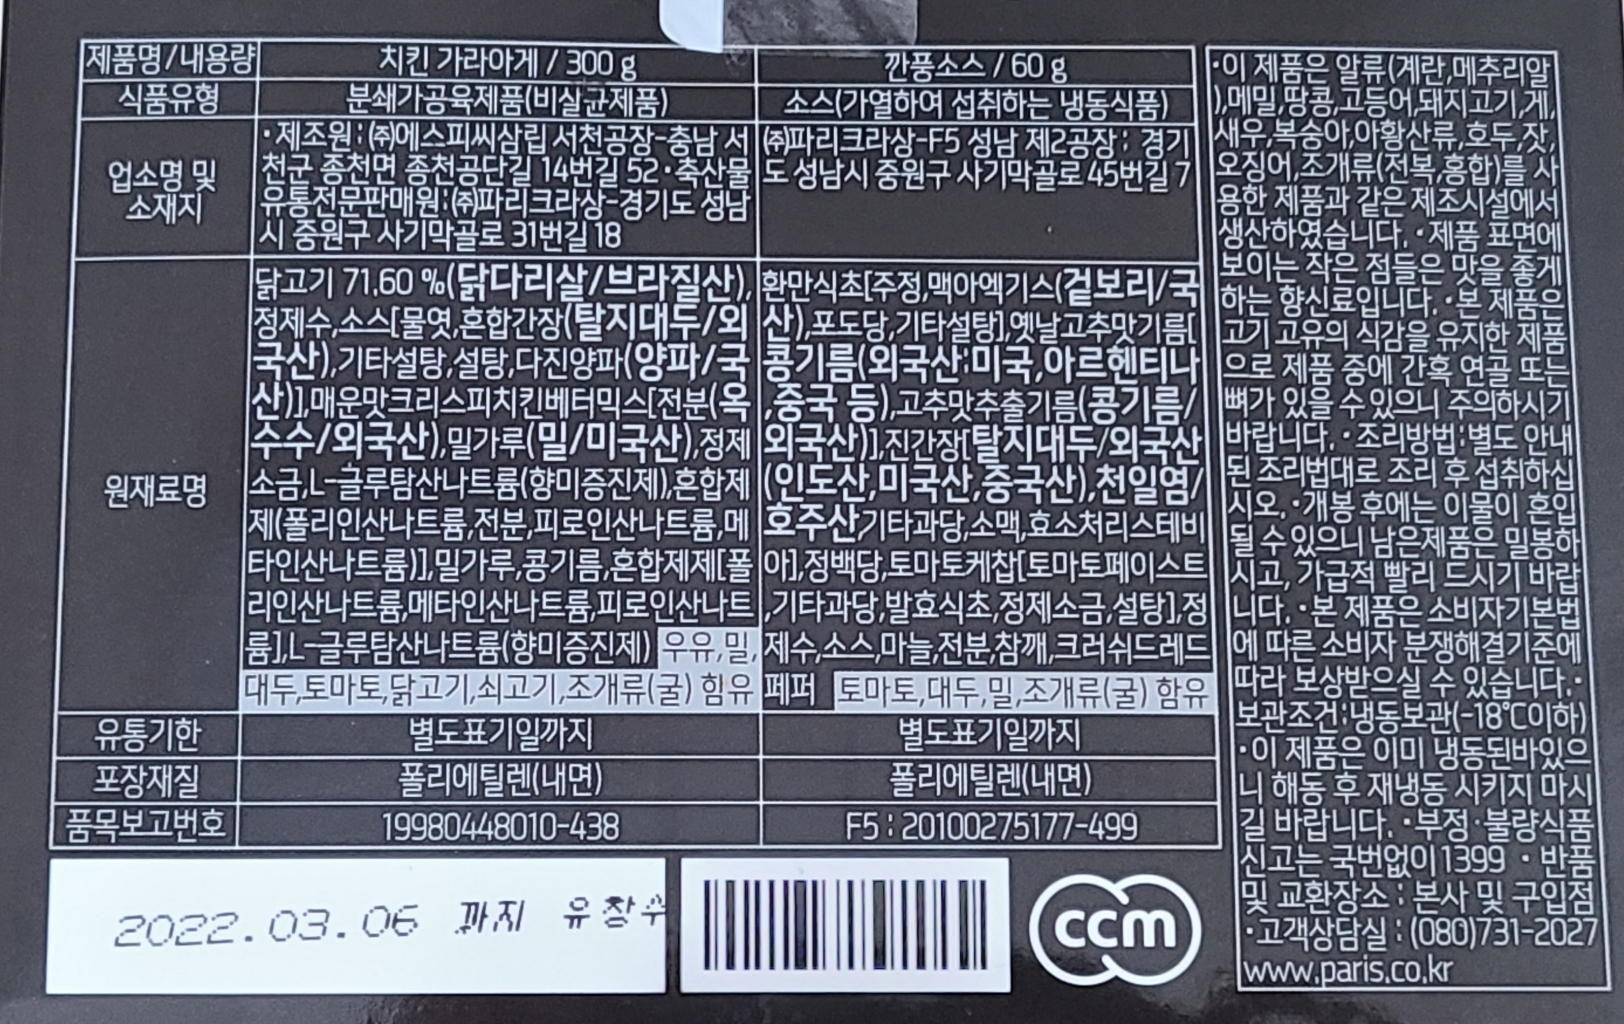 제품명/내용량
치킨 가라아게 / 300 g
깐풍소스 / 60 g
식품유형
분쇄가공육제품(비살균제품)
소스(가열하여 섭취하는 냉동식품)
업소명 및
소재지
·제조원:㈜에스피씨삼립 서천공장-충남 서
천군 종천면 종천공단길 14번길 52·축산물
유통전문판매원:㈜파리크라상-경기도 성남
시 중원구 사기막골로 31번길 18
㈜파리크라상-F5 성남 제2공장: 경기
도 성남시 중원구 사기막골로 45번길 7
원재료명
닭고기 71.60 %(닭다리살/브라질산),
정제수,소스[물엿,혼합간장(탈지대두/외
국산),기타설탕,설탕,다진양파(양파/국
산)],매운맛크리스피치킨베터믹스[전분(옥
수수/외국산),밀가루(밀/미국산),정제
소금,L-글루탐산나트륨(향미증진제),혼합제
제(폴리인산나트륨,전분,피로인산나트륨,메
타인산나트륨)],밀가루,콩기름,혼합제제[폴
리인산나트륨,메타인산나트륨,피로인산나트
륨],L-글루탐산나트륨(향미증진제) 우유,밀,
대두,토마토,닭고기,쇠고기,조개류(굴) 함유
환만식초[주정,맥아엑기스(겉보리/국
산),포도당,기타설탕],옛날고추맛기름[
콩기름(외국산:미국,아르헨티나
,중국 등),고추맛추출기름(콩기름/
외국산)],진간장[탈지대두/외국산
(인도산,미국산,중국산),천일염/
호주산,기타과당,소맥,효소처리스테비
아],정백당,토마토케찹[토마토페이스트
,기타과당,발효식초,정제소금,설탕],정
제수,소스,마늘,전분,참깨,크러쉬드레드
페퍼 토마토,대두,밀,조개류(굴) 함유
유통기한
별도표기일까지
별도표기일까지
포장재질
폴리에틸렌(내면)
폴리에틸렌(내면)
품목보고번호
19980448010-438
F5 : 20100275177-499
·이 제품은 알류(계란,메추리알
),메밀,땅콩,고등어,돼지고기,게,
새우,복숭아,아황산류,호두,잣,
오징어,조개류(전복,홍합)를 사
용한 제품과 같은 제조시설에서
생산하였습니다. ·제품 표면에
보이는 작은 점들은 맛을 좋게
하는 향신료입니다. ·본 제품은
고기 고유의 식감을 유지한 제품
으로 제품 중에 간혹 연골 또는
뼈가 있을 수 있으니 주의하시기
바랍니다. ·조리방법:별도 안내
된 조리법대로 조리 후 섭취하십
시오. ·개봉 후에는 이물이 혼입
될 수 있으니 남은제품은 밀봉하
시고, 가급적 빨리 드시기 바랍
니다. ·본 제품은 소비자기본법
에 따른 소비자 분쟁해결기준에
따라 보상받으실 수 있습니다.·
보관조건:냉동보관(-18℃이하)
·이 제품은 이미 냉동된바있으
니 해동 후 재냉동 시키지 마시
길 바랍니다. ·부정·불량식품
신고는 국번없이 1399 · 반품
및 교환장소 : 본사 및 구입점
·고객상담실 : (080)731-2027
www.paris.co.kr
2022.03.06 까지 유창수
ccm